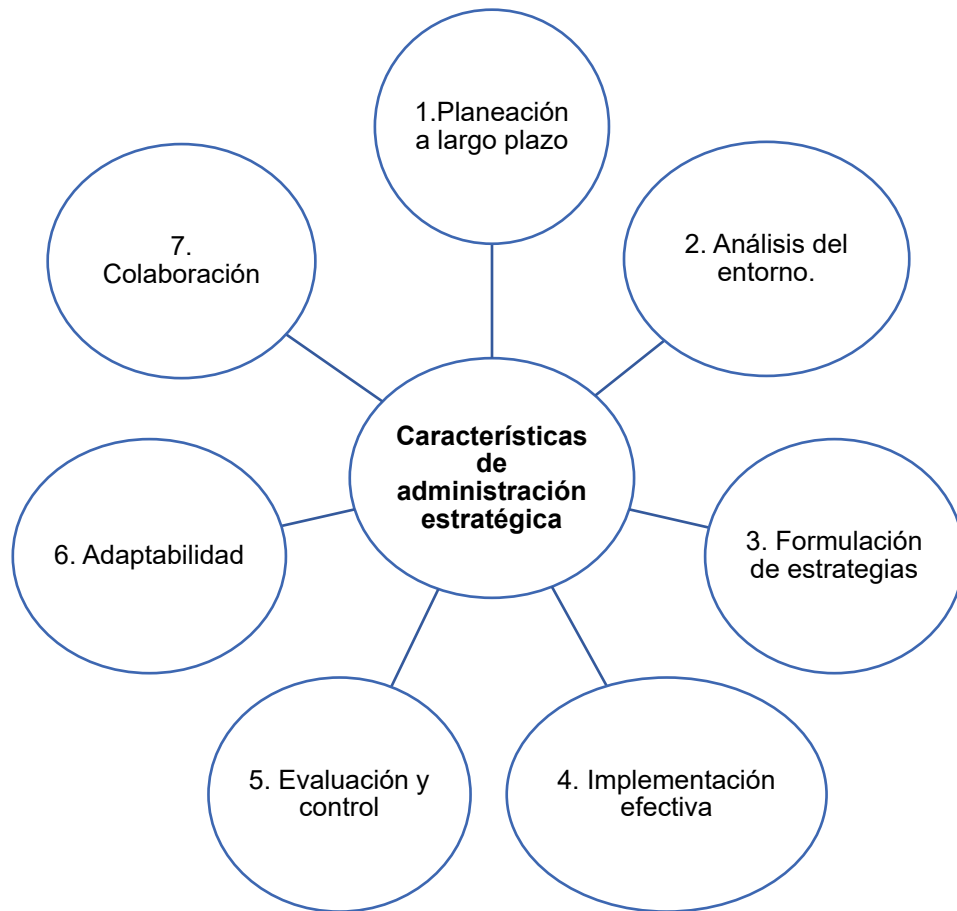 1.Planeación
a largo plazo
2. Análisis del
entorno.
3. Formulación
de estrategias
4. Implementación
efectiva
5. Evaluación y
control
6. Adaptabilidad
7.
Colaboración
Características
de
administración
estratégica